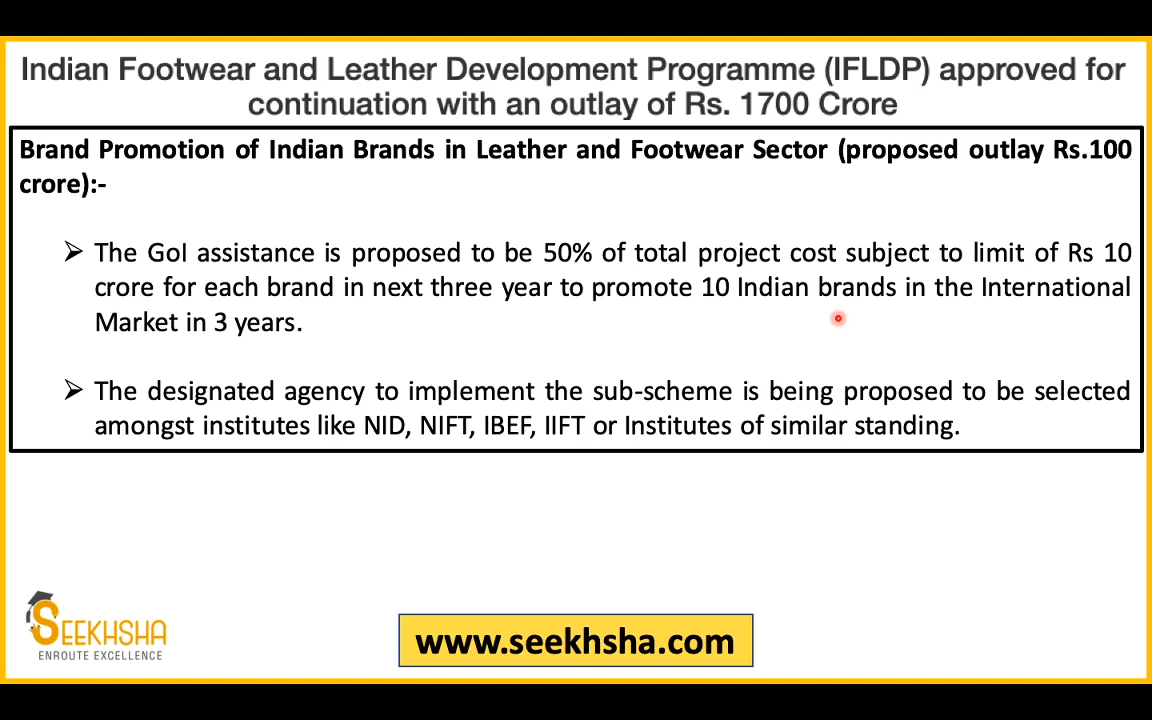 Indian Footwear and Leather Development Programme (IFLDP) approved for
continuation with an outlay of Rs. 1700 Crore
Brand Promotion of Indian Brands in Leather and Footwear Sector (proposed outlay Rs.100
crore):-
➢ The GoI assistance is proposed to be 50% of total project cost subject to limit of Rs 10
crore for each brand in next three year to promote 10 Indian brands in the International
Market in 3 years.
➢ The designated agency to implement the sub-scheme is being proposed to be selected
amongst institutes like NID, NIFT, IBEF, IIFT or Institutes of similar standing.
SEEKHSHA
ENROUTE EXCELLENCE
www.seekhsha.com